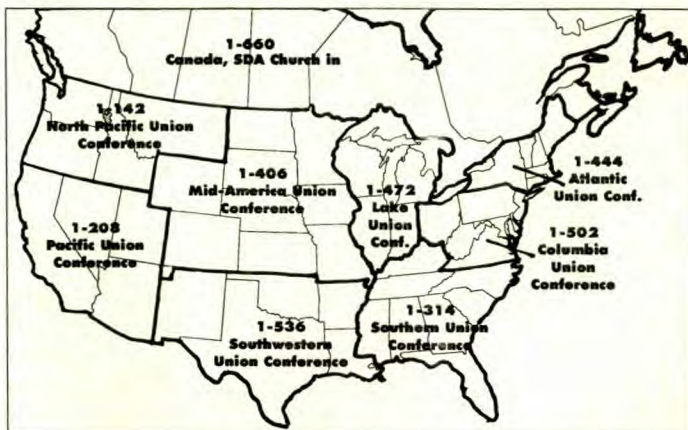 1-660
Canada, SDA Church in
1-142
North Pacific Union
Conference
1-406
Mid-America Union
Conference
1-472
Lake
Union
Conf.
1-444
Atlantic
Union Conf.
1-208
Pacific Union
Conference
1-502
Columbia
Union
Conference
1-536
Southwestern
Union Conference
1-314
Southern Union
Conference